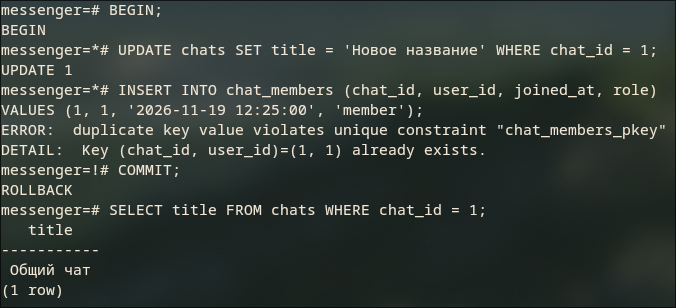 messenger=# BEGIN;
BEGIN
messenger=*# UPDATE chats SET title = 'Новое название' WHERE chat_id = 1;
UPDATE 1
messenger=*# INSERT INTO chat_members (chat_id, user_id, joined_at, role)
VALUES (1, 1, '2026-11-19 12:25:00', 'member');
ERROR:  duplicate key value violates unique constraint "chat_members_pkey"
DETAIL:  Key (chat_id, user_id)=(1, 1) already exists.
messenger=!# COMMIT;
ROLLBACK
messenger=# SELECT title FROM chats WHERE chat_id = 1;
   title
-----------
 Общий чат
(1 row)